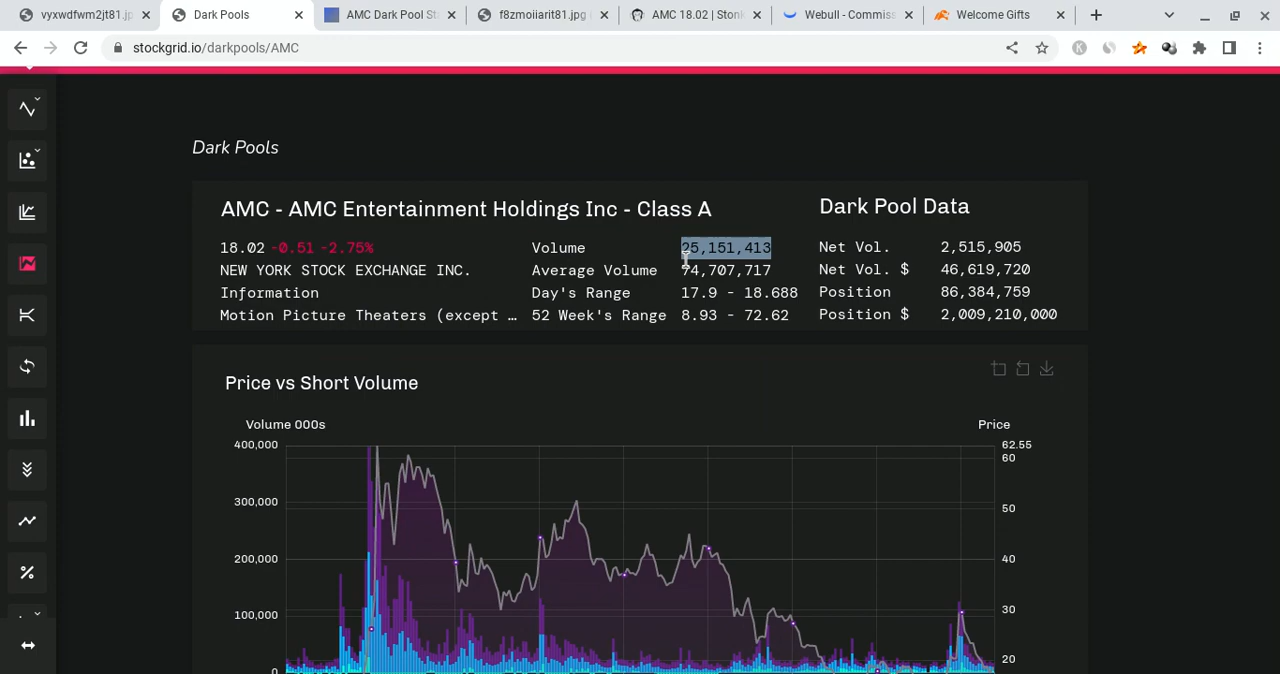 vyxwdfwm2jt81.jp
Dark Pools
AMC Dark Pool St
f8zmoiiarit81.jpg (
AMC 18.02 | Stonk
Webull - Commiss
Welcome Gifts
stockgrid.io/darkpools/AMC
Dark Pools
AMC - AMC Entertainment Holdings Inc - Class A
18.02 -0.51 -2.75%
NEW YORK STOCK EXCHANGE INC.
Information
Motion Picture Theaters (except …
Volume 25,151,413
Average Volume 74,707,717
Day's Range 17.9 - 18.688
52 Week's Range 8.93 - 72.62
Dark Pool Data
Net Vol. 2,515,905
Net Vol. $ 46,619,720
Position 86,384,759
Position $ 2,009,210,000
Price vs Short Volume
Volume 000s
Price
400,000
300,000
200,000
100,000
0
62.55
60
50
40
30
20